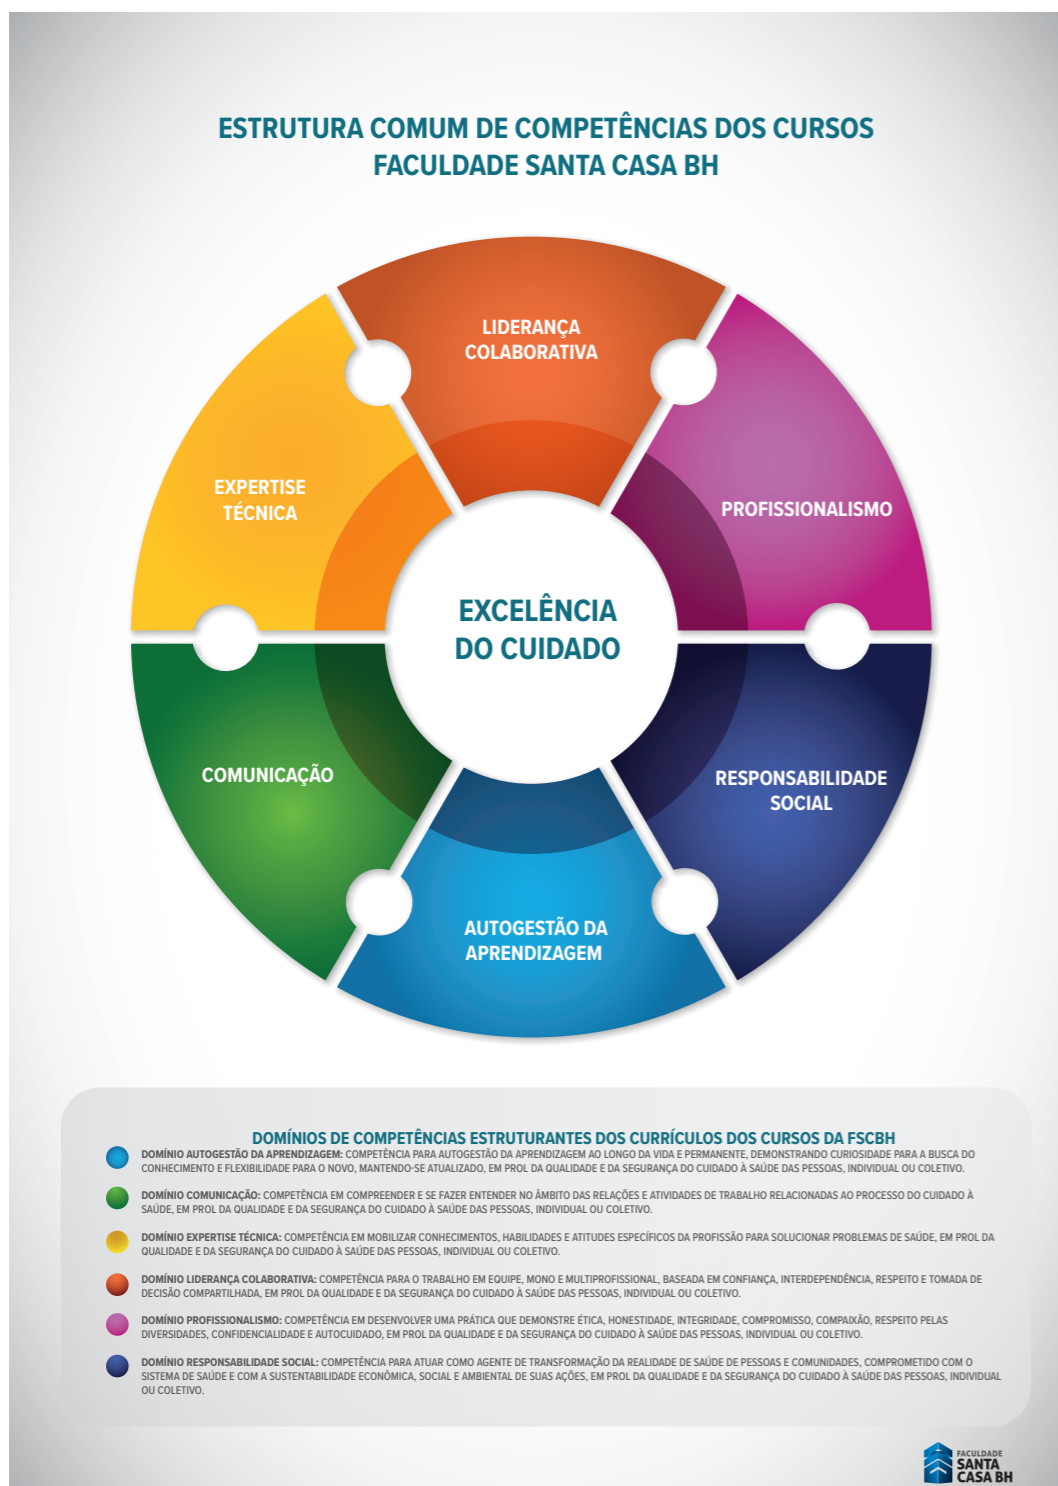 ESTRUTURA COMUM DE COMPETÊNCIAS DOS CURSOS
FACULDADE SANTA CASA BH
LIDERANÇA
COLABORATIVA
EXPERTISE
TÉCNICA
PROFISSIONALISMO
EXCELÊNCIA
DO CUIDADO
COMUNICAÇÃO
RESPONSABILIDADE
SOCIAL
AUTOGESTÃO DA
APRENDIZAGEM
DOMÍNIOS DE COMPETÊNCIAS ESTRUTURANTES DOS CURRÍCULOS DOS CURSOS DA FSCBH
DOMÍNIO AUTOGESTÃO DA APRENDIZAGEM: COMPETÊNCIA PARA AUTOGESTÃO DA APRENDIZAGEM AO LONGO DA VIDA E PERMANENTE, DEMONSTRANDO CURIOSIDADE PARA A BUSCA DO
CONHECIMENTO E FLEXIBILIDADE PARA O NOVO, MANTENDO-SE ATUALIZADO, EM PROL DA QUALIDADE E DA SEGURANÇA DO CUIDADO À SAÚDE DAS PESSOAS, INDIVIDUAL OU COLETIVO.
DOMÍNIO COMUNICAÇÃO: COMPETÊNCIA EM COMPREENDER E SE FAZER ENTENDER NO ÂMBITO DAS RELAÇÕES E ATIVIDADES DE TRABALHO RELACIONADAS AO PROCESSO DO CUIDADO À
SAÚDE, EM PROL DA QUALIDADE E DA SEGURANÇA DO CUIDADO À SAÚDE DAS PESSOAS, INDIVIDUAL OU COLETIVO.
DOMÍNIO EXPERTISE TÉCNICA: COMPETÊNCIA EM MOBILIZAR CONHECIMENTOS, HABILIDADES E ATITUDES ESPECÍFICOS DA PROFISSÃO PARA SOLUCIONAR PROBLEMAS DE SAÚDE, EM PROL DA
QUALIDADE E DA SEGURANÇA DO CUIDADO À SAÚDE DAS PESSOAS, INDIVIDUAL OU COLETIVO.
DOMÍNIO LIDERANÇA COLABORATIVA: COMPETÊNCIA PARA O TRABALHO EM EQUIPE, MONO E MULTIPROFISSIONAL, BASEADA EM CONFIANÇA, INTERDEPENDÊNCIA, RESPEITO E TOMADA DE
DECISÃO COMPARTILHADA, EM PROL DA QUALIDADE E DA SEGURANÇA DO CUIDADO À SAÚDE DAS PESSOAS, INDIVIDUAL OU COLETIVO.
DOMÍNIO PROFISSIONALISMO: COMPETÊNCIA EM DESENVOLVER UMA PRÁTICA QUE DEMONSTRE ÉTICA, HONESTIDADE, INTEGRIDADE, COMPROMISSO, COMPAIXÃO, RESPEITO PELAS
DIVERSIDADES, CONFIDENCIALIDADE E AUTOCUIDADO, EM PROL DA QUALIDADE E DA SEGURANÇA DO CUIDADO À SAÚDE DAS PESSOAS, INDIVIDUAL OU COLETIVO.
DOMÍNIO RESPONSABILIDADE SOCIAL: COMPETÊNCIA PARA ATUAR COMO AGENTE DE TRANSFORMAÇÃO DA REALIDADE DE SAÚDE DE PESSOAS E COMUNIDADES, COMPROMETIDO COM O
SISTEMA DE SAÚDE E COM A SUSTENTABILIDADE ECONÔMICA, SOCIAL E AMBIENTAL DE SUAS AÇÕES, EM PROL DA QUALIDADE E DA SEGURANÇA DO CUIDADO À SAÚDE DAS PESSOAS, INDIVIDUAL
OU COLETIVO.
FACULDADE
SANTA
CASA BH